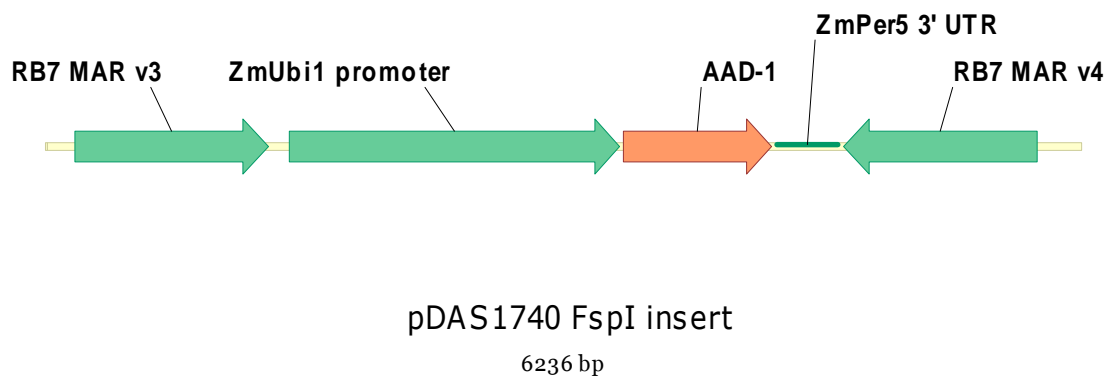 ZmPer5 3' UTR
RB7 MAR v3
ZmUbi1 promoter
AAD-1
RB7 MAR v4
pDAS1740 FspI insert
6236 bp